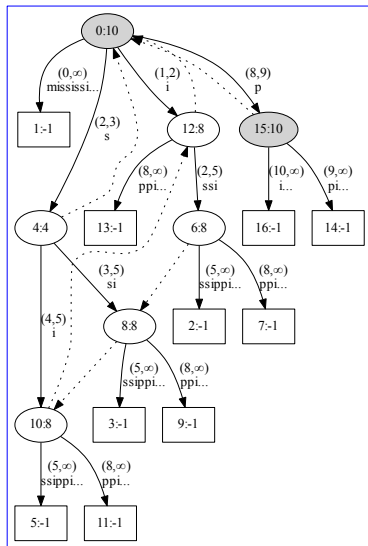 0:10
(0,∞)
mississi...
(1,2)
i
(8,9)
p
(2,3)
s
1:-1
12:8
15:10
(8,∞)
ppi...
(2,5)
ssi
(10,∞)
i...
(9,∞)
pi...
4:4
13:-1
6:8
16:-1
14:-1
(3,5)
si
(5,∞)
ssippi...
(8,∞)
ppi...
(4,5)
i
8:8
2:-1
7:-1
(5,∞)
ssippi...
(8,∞)
ppi...
10:8
3:-1
9:-1
(5,∞)
ssippi...
(8,∞)
ppi...
5:-1
11:-1